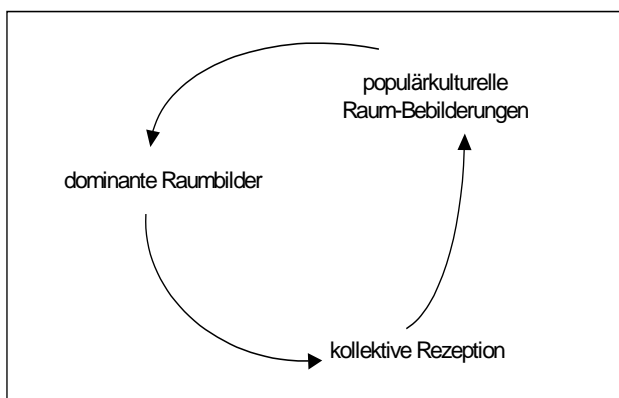 populärkulturelle
Raum-Bebilderungen
dominante Raumbilder
kollektive Rezeption